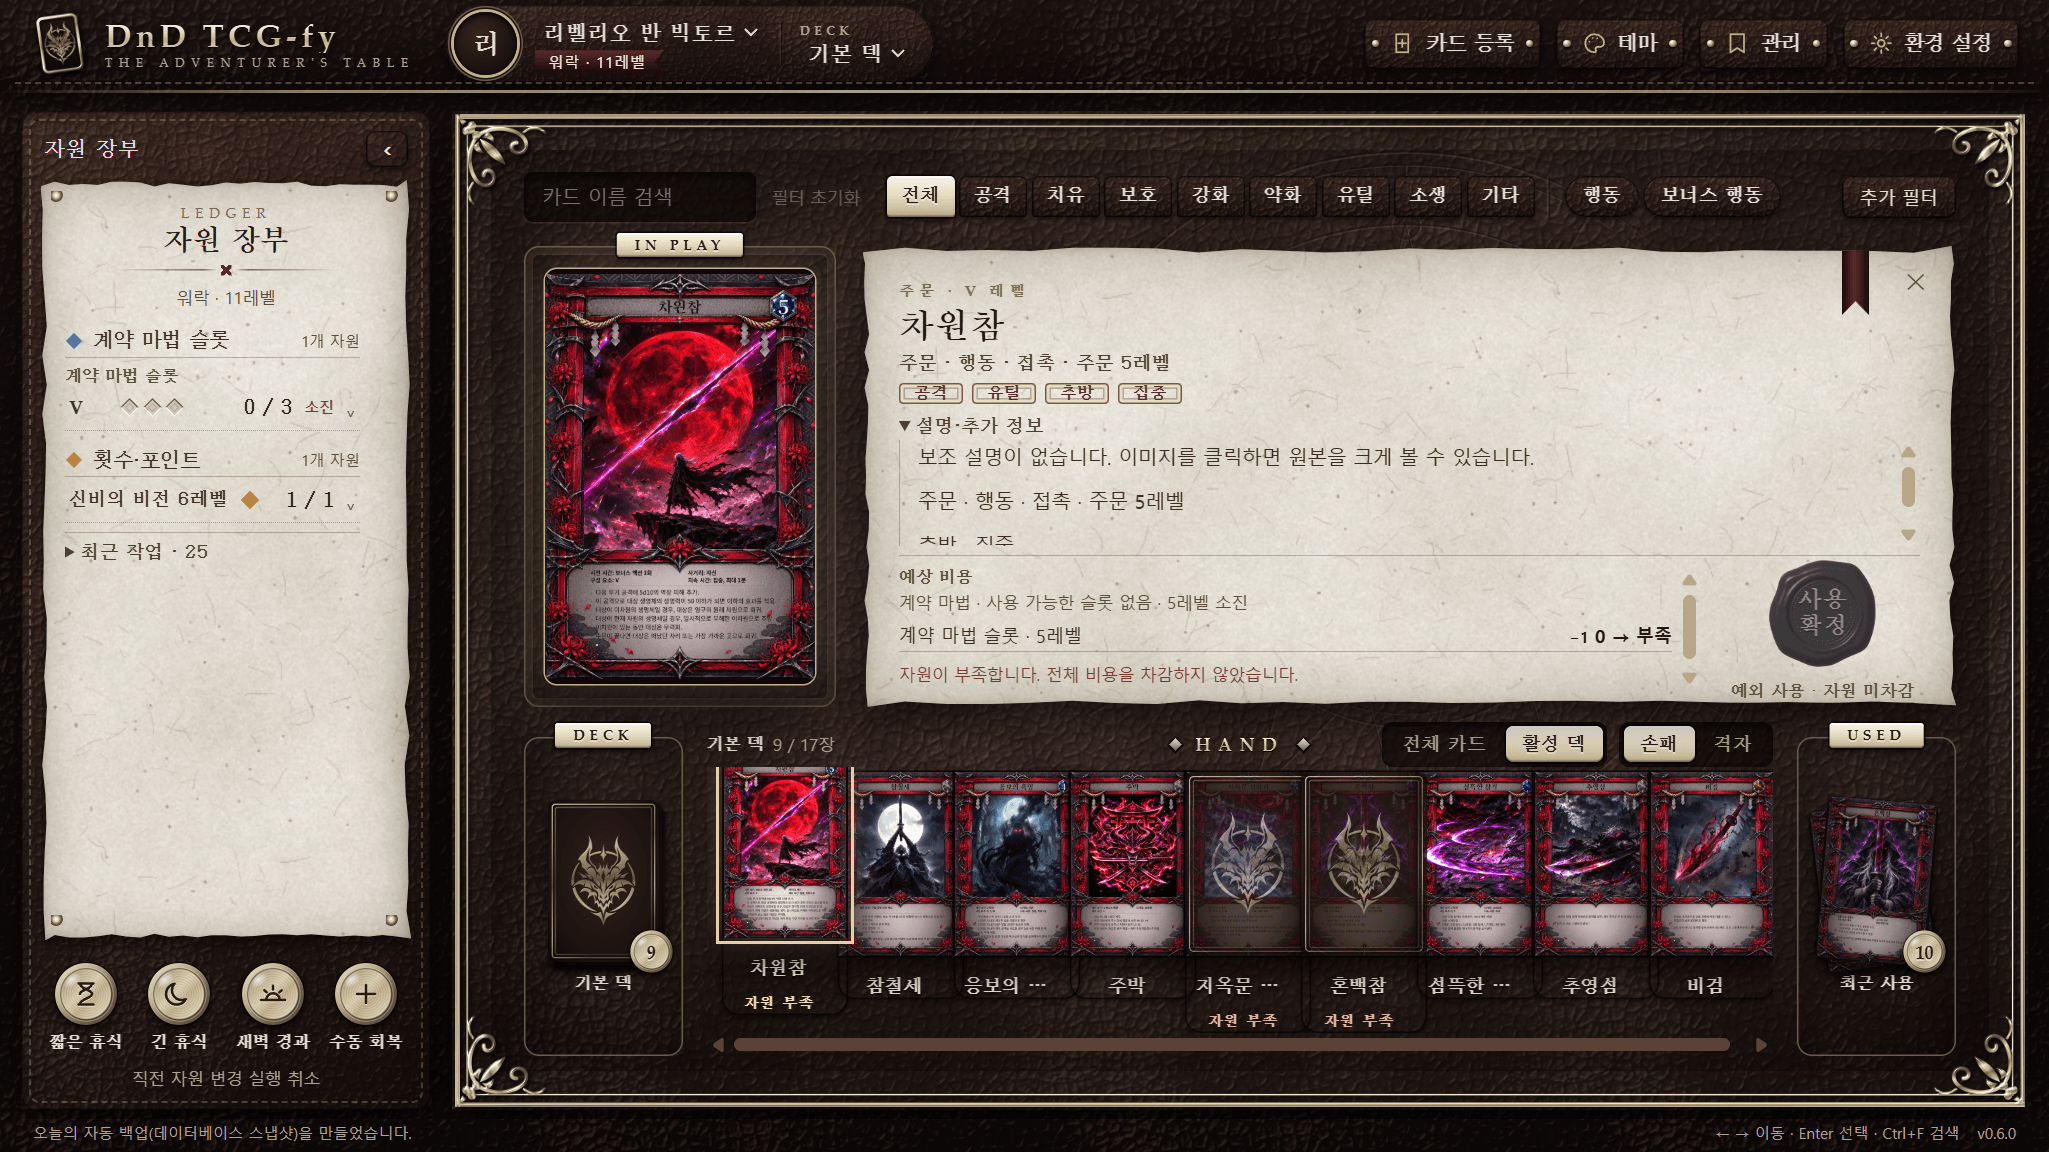 DnD TCG-fy
THE ADVENTURER'S TABLE
리
리벨리오 반 빅토르
워락 · 11레벨
DECK
기본 덱
카드 등록
테마
관리
환경 설정
자원 장부
LEDGER
자원 장부
워락 · 11레벨
계약 마법 슬롯 1개 자원
계약 마법 슬롯
V 0 / 3 소진
횟수·포인트 1개 자원
신비의 비전 6레벨 1 / 1
최근 작업 · 25
짧은 휴식 긴 휴식 새벽 경과 수동 회복
직전 자원 변경 실행 취소
카드 이름 검색 필터 초기화 전체 공격 치유 보호 강화 약화 유틸 소생 기타 행동 보너스 행동 추가 필터
IN PLAY
차원참 5
주문 · V 레벨
차원참
주문 · 행동 · 접촉 · 주문 5레벨
공격 유틸 추방 집중
설명·추가 정보
보조 설명이 없습니다. 이미지를 클릭하면 원본을 크게 볼 수 있습니다.
주문 · 행동 · 접촉 · 주문 5레벨
추방 · 집중
예상 비용
계약 마법 · 사용 가능한 슬롯 없음 · 5레벨 소진
계약 마법 슬롯 · 5레벨 -1 0 → 부족
자원이 부족합니다. 전체 비용을 차감하지 않았습니다.
사용
확정
예외 사용 · 자원 미차감
DECK
9
기본 덱
기본 덱 9 / 17장
HAND
전체 카드 활성 덱 손패 격자
차원참
자원 부족
참철세
응보의 ···
주박
지옥문 ···
자원 부족
혼백참
자원 부족
섬뜩한 ···
추영섬
비검
USED
10
최근 사용
오늘의 자동 백업(데이터베이스 스냅샷)을 만들었습니다.
← → 이동 · Enter 선택 · Ctrl+F 검색 v0.6.0